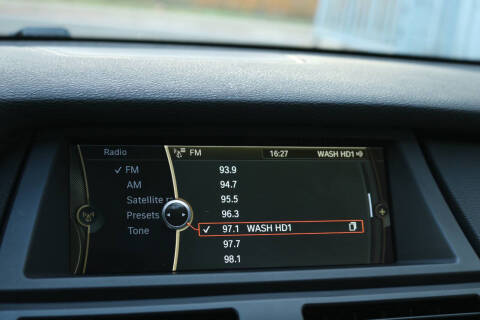 Radio
FM 16:27 WASH HD1
FM
AM
Satellite
Presets
Tone
93.9
94.7
95.5
96.3
97.1 WASH HD1
97.7
98.1